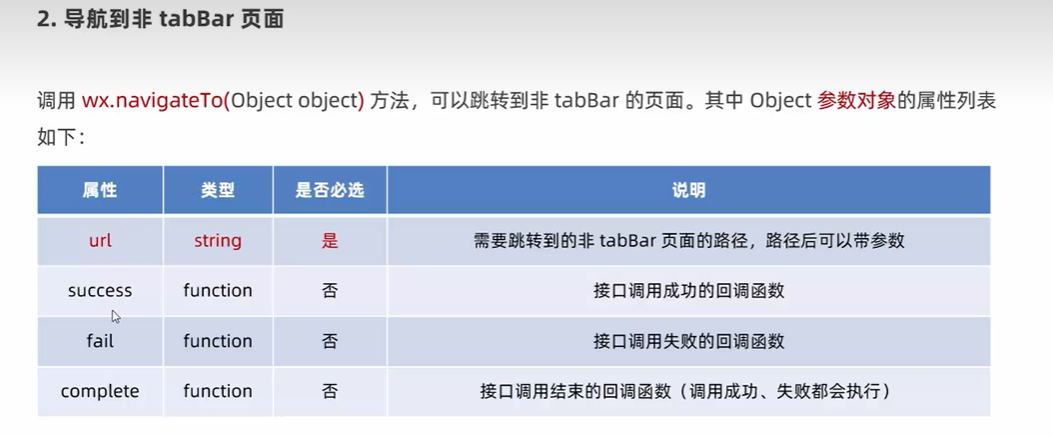 2. 导航到非 tabBar 页面
调用 wx.navigateTo(Object object) 方法，可以跳转到非 tabBar 的页面。其中 Object 参数对象的属性列表
如下：
属性 类型 是否必选 说明
url string 是 需要跳转到的非 tabBar 页面的路径，路径后可以带参数
success function 否 接口调用成功的回调函数
fail function 否 接口调用失败的回调函数
complete function 否 接口调用结束的回调函数（调用成功、失败都会执行）